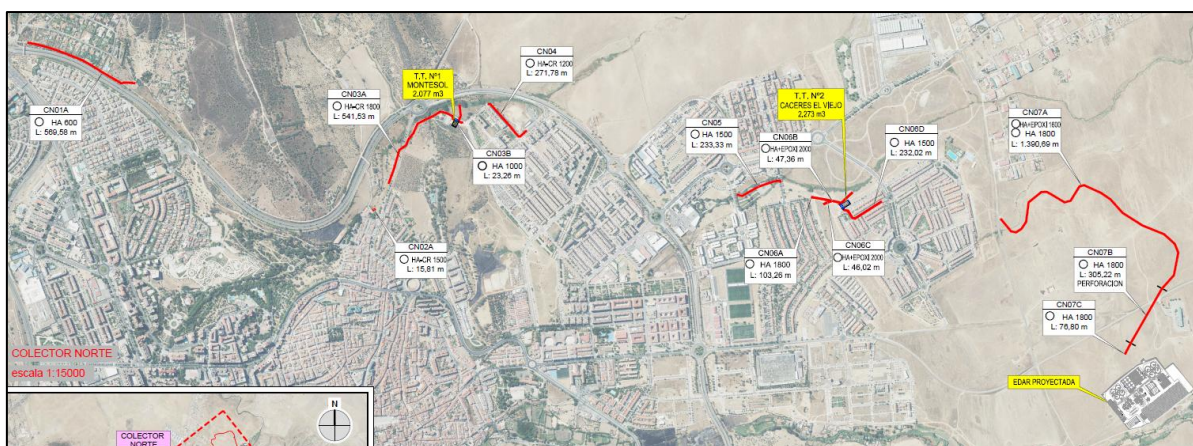 CN01A
HA 600
L: 569,58 m
CN03A
HA-CR 1800
L: 541,53 m
T.T. Nº1
MONTESOL
2.077 m3
CN04
HA-CR 1200
L: 271,78 m
CN03B
HA 1000
L: 23,26 m
CN02A
HA-CR 1500
L: 15,81 m
CN05
HA 1500
L: 233,33 m
CN06B
HA+EPOXI 2000
L: 47,36 m
T.T. Nº2
CACERES EL VIEJO
2,273 m3
CN06D
HA 1500
L: 232,02 m
CN06A
HA 1800
L: 103,26 m
CN06C
HA+EPOXI 2000
L: 46,02 m
CN07A
HA+EPOXI 1600
HA 1800
L: 1.390,69 m
CN07B
HA 1800
L: 305,22 m
PERFORACION
CN07C
HA 1800
L: 76,80 m
EDAR PROYECTADA
COLECTOR NORTE
escala 1:15000
COLECTOR
NORTE
N